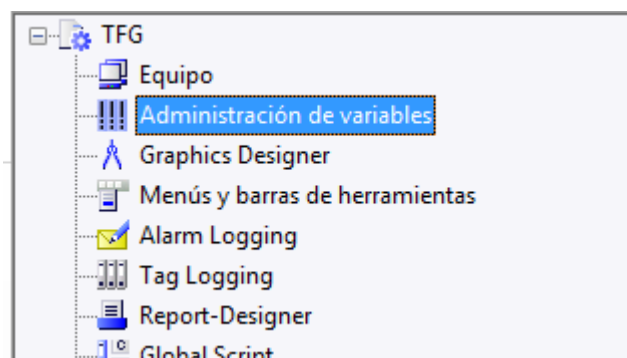 TFG
Equipo
Administración de variables
Graphics Designer
Menús y barras de herramientas
Alarm Logging
Tag Logging
Report-Designer
Global Script